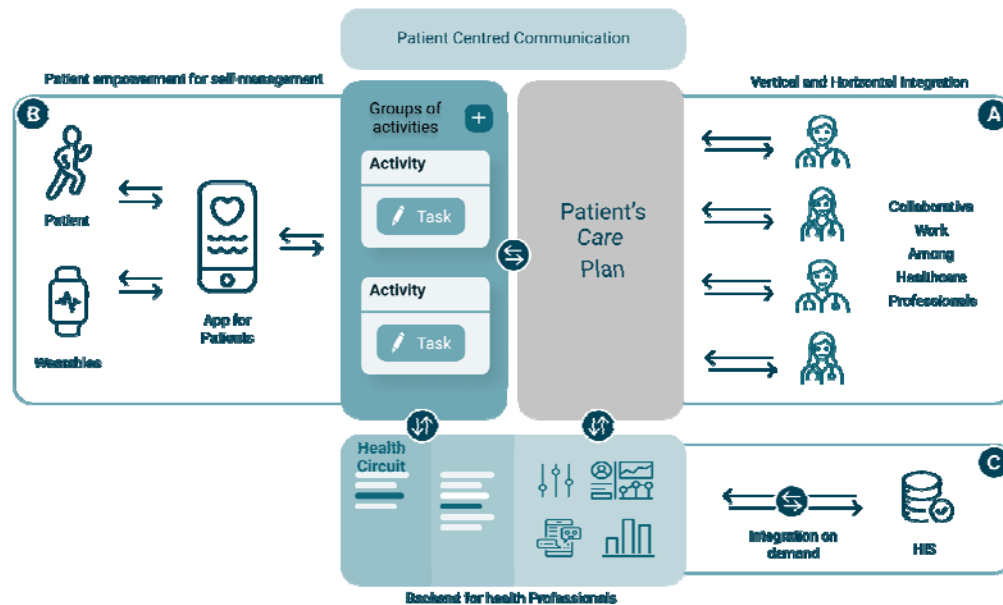 Patient Centred Communication
Patient empowerment for self-management
Vertical and Horizontal Integration
B
A
Groups of
activities
+
Activity
Task
Activity
Task
Patient
Wearables
App for
Patients
Patient's
Care
Plan
Collaborative
Work
Among
Healthcare
Professionals
Health
Circuit
C
Integration on
demand
HIS
Backend for health Professionals